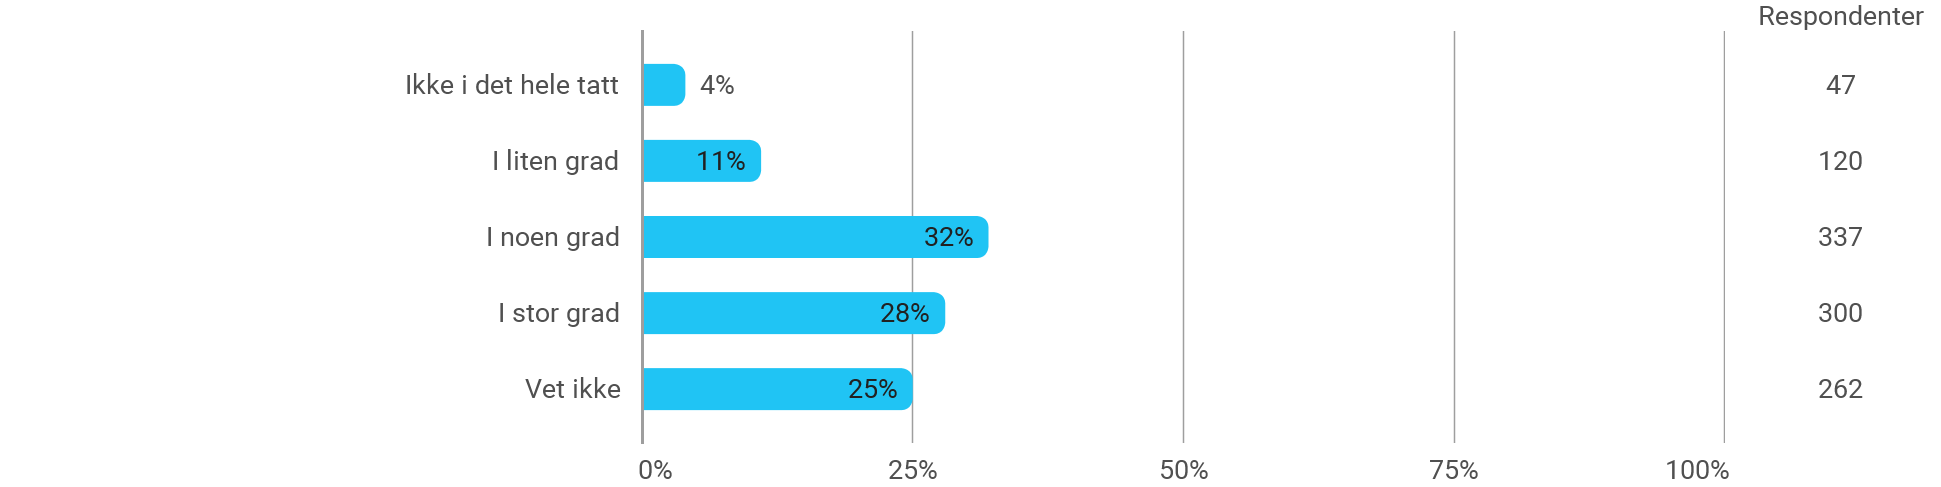 Respondenter
Ikke i det hele tatt 4% 47
I liten grad 11% 120
I noen grad 32% 337
I stor grad 28% 300
Vet ikke 25% 262
0% 25% 50% 75% 100%